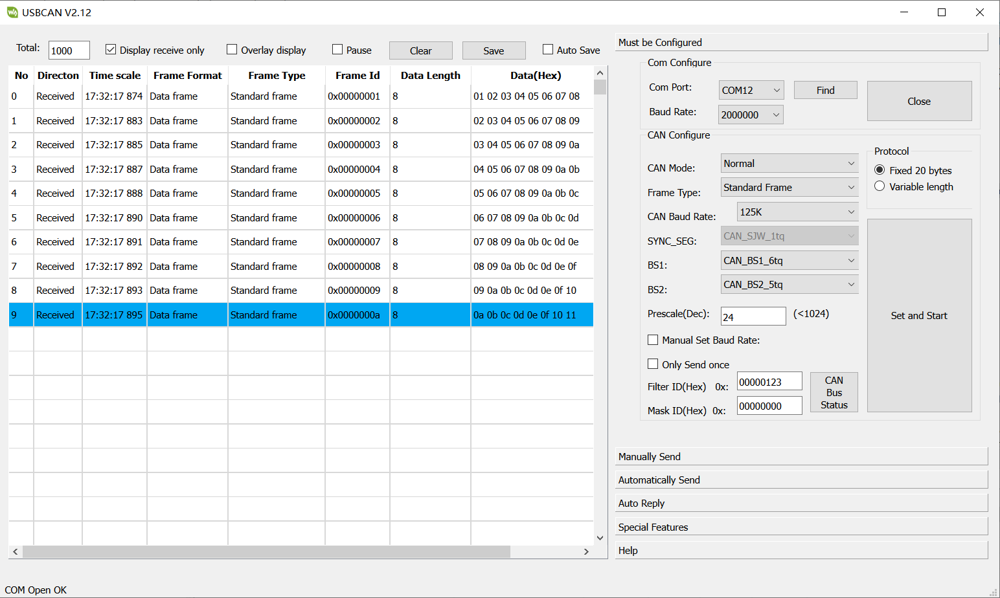 USBCAN V2.12
Total: 1000 Display receive only Overlay display Pause Clear Save Auto Save
No Directon Time scale Frame Format Frame Type Frame Id Data Length Data(Hex)
0 Received 17:32:17 874 Data frame Standard frame 0x00000001 8 01 02 03 04 05 06 07 08
1 Received 17:32:17 883 Data frame Standard frame 0x00000002 8 02 03 04 05 06 07 08 09
2 Received 17:32:17 885 Data frame Standard frame 0x00000003 8 03 04 05 06 07 08 09 0a
3 Received 17:32:17 887 Data frame Standard frame 0x00000004 8 04 05 06 07 08 09 0a 0b
4 Received 17:32:17 888 Data frame Standard frame 0x00000005 8 05 06 07 08 09 0a 0b 0c
5 Received 17:32:17 890 Data frame Standard frame 0x00000006 8 06 07 08 09 0a 0b 0c 0d
6 Received 17:32:17 891 Data frame Standard frame 0x00000007 8 07 08 09 0a 0b 0c 0d 0e
7 Received 17:32:17 892 Data frame Standard frame 0x00000008 8 08 09 0a 0b 0c 0d 0e 0f
8 Received 17:32:17 893 Data frame Standard frame 0x00000009 8 09 0a 0b 0c 0d 0e 0f 10
9 Received 17:32:17 895 Data frame Standard frame 0x0000000a 8 0a 0b 0c 0d 0e 0f 10 11
Must be Configured
Com Configure
Com Port: COM12 Find
Baud Rate: 2000000
Close
CAN Configure
CAN Mode: Normal
Frame Type: Standard Frame
CAN Baud Rate: 125K
SYNC_SEG: CAN_SJW_1tq
BS1: CAN_BS1_6tq
BS2: CAN_BS2_5tq
Prescale(Dec): 24 (<1024)
Manual Set Baud Rate:
Only Send once
Filter ID(Hex) 0x: 00000123
Mask ID(Hex) 0x: 00000000
CAN
Bus
Status
Protocol
Fixed 20 bytes
Variable length
Set and Start
Manually Send
Automatically Send
Auto Reply
Special Features
Help
COM Open OK